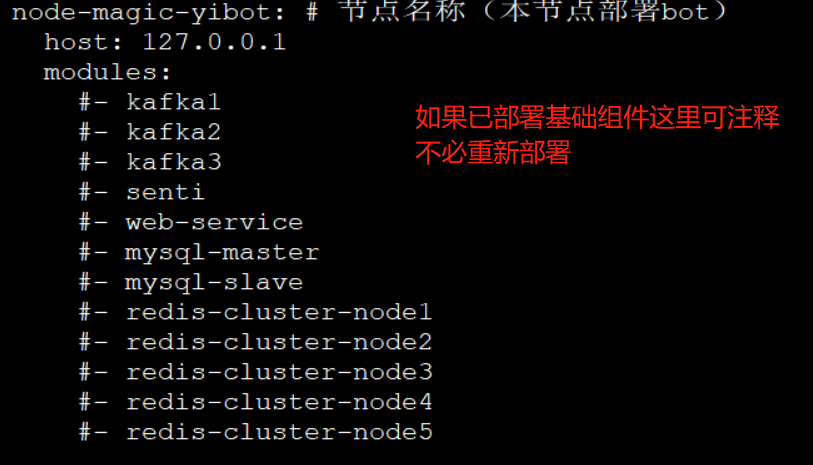 node-magic-yibot: # 节点名称（本节点部署bot）
host: 127.0.0.1
modules:
#- kafka1
#- kafka2
#- kafka3
#- senti
#- web-service
#- mysql-master
#- mysql-slave
#- redis-cluster-node1
#- redis-cluster-node2
#- redis-cluster-node3
#- redis-cluster-node4
#- redis-cluster-node5
如果已部署基础组件这里可注释
不必重新部署